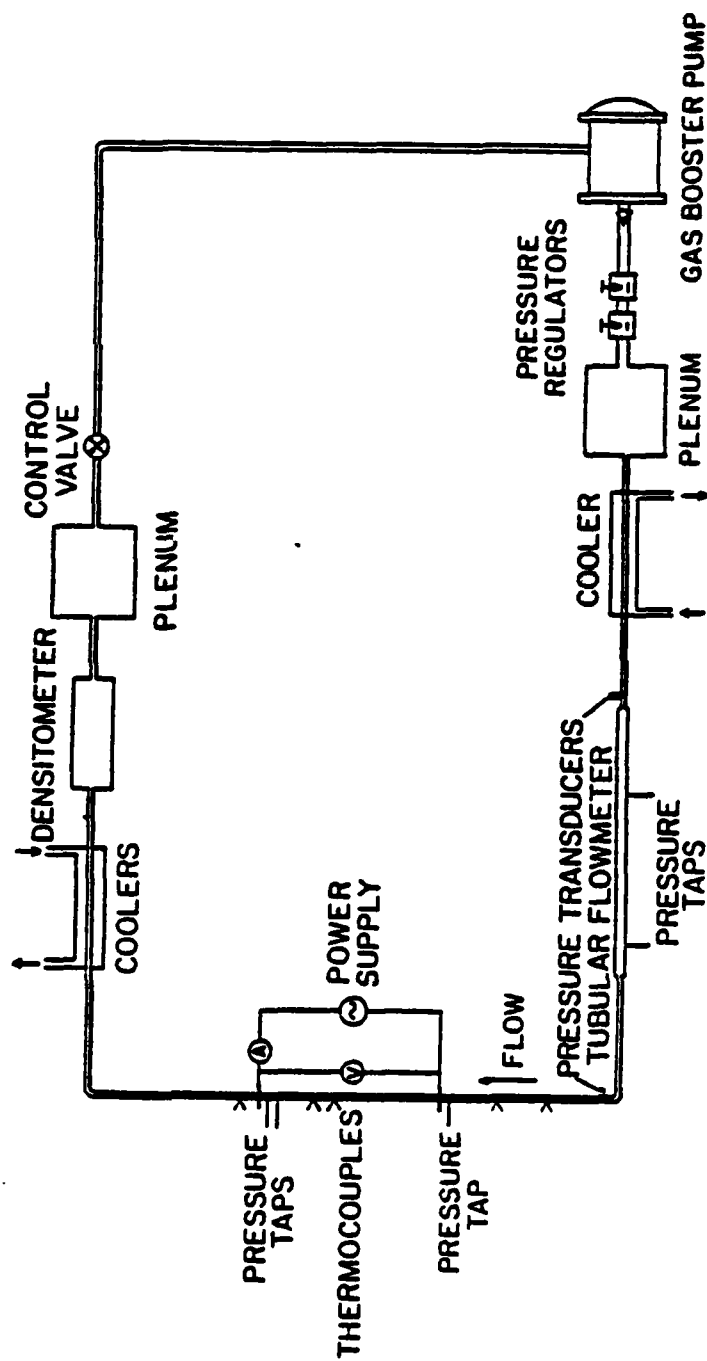 CONTROL
VALVE
DENSITOMETER
PLENUM
COOLERS
PRESSURE
TAPS
A
POWER
SUPPLY
V
THERMOCOUPLES
PRESSURE
TAP
FLOW
PRESSURE TRANSDUCERS
TUBULAR FLOWMETER
PRESSURE
TAPS
COOLER
PRESSURE
REGULATORS
PLENUM
GAS BOOSTER PUMP